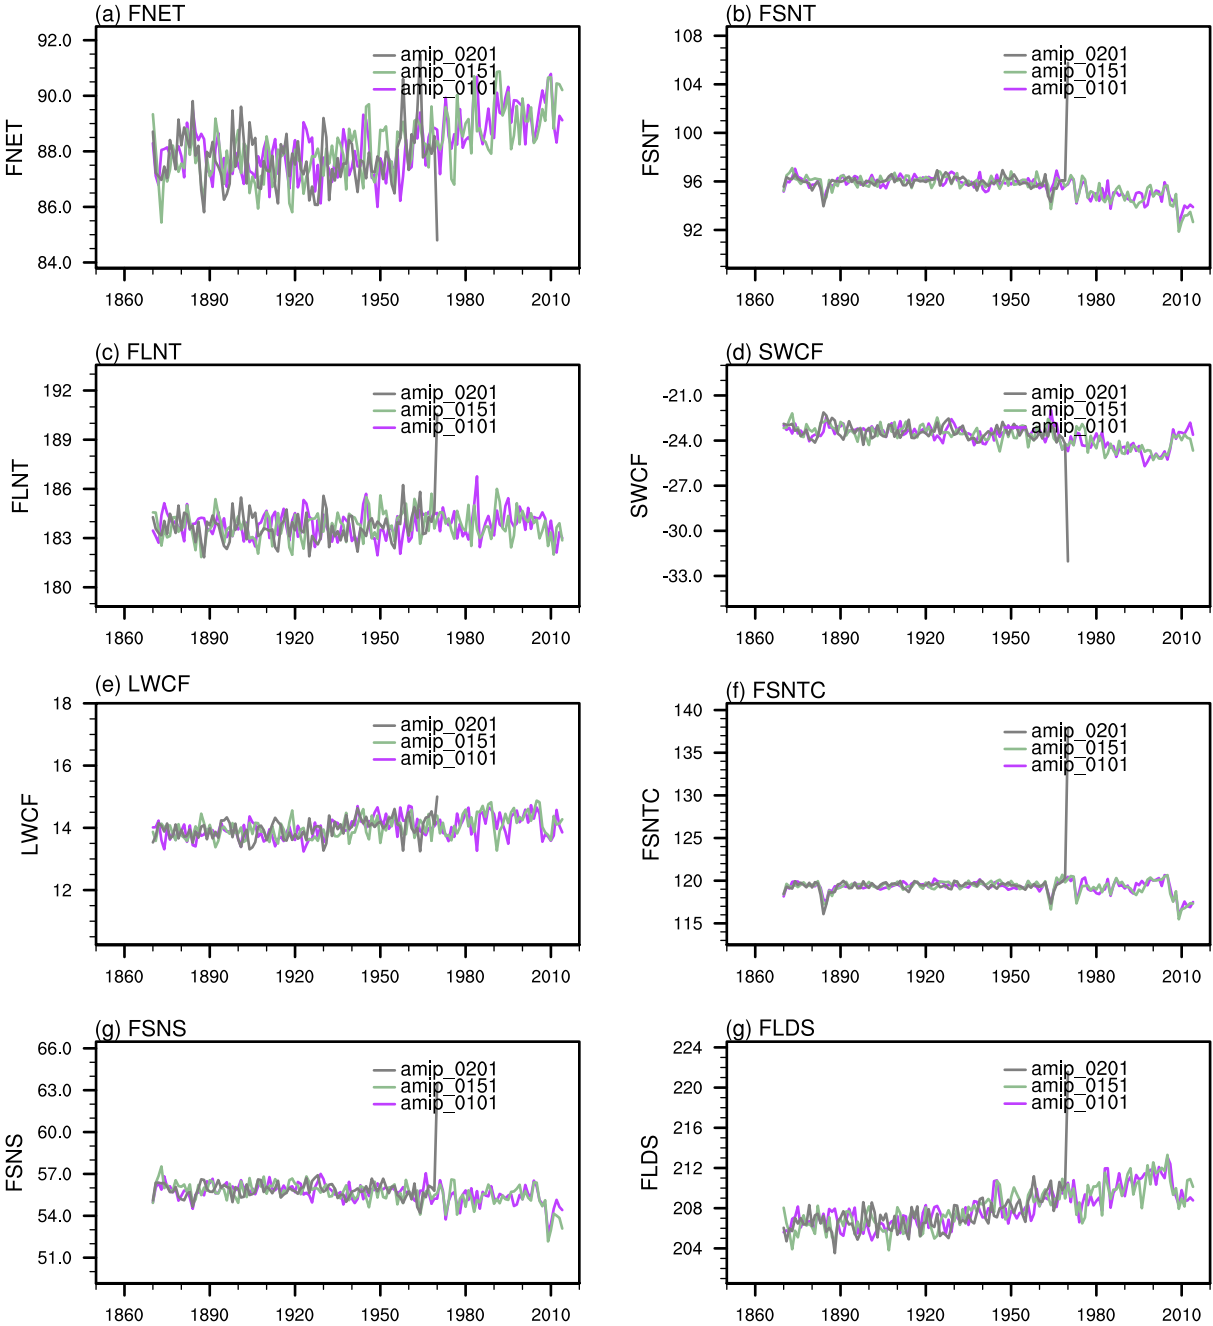 (a) FNET
FNET
92.0
90.0
88.0
86.0
84.0
amip_0201
amip_0151
amip_0101
1860 1890 1920 1950 1980 2010
(b) FSNT
FSNT
108
104
100
96
92
amip_0201
amip_0151
amip_0101
1860 1890 1920 1950 1980 2010
(c) FLNT
FLNT
192
189
186
183
180
amip_0201
amip_0151
amip_0101
1860 1890 1920 1950 1980 2010
(d) SWCF
SWCF
-21.0
-24.0
-27.0
-30.0
-33.0
amip_0201
amip_0151
amip_0101
1860 1890 1920 1950 1980 2010
(e) LWCF
LWCF
18
16
14
12
amip_0201
amip_0151
amip_0101
1860 1890 1920 1950 1980 2010
(f) FSNTC
FSNTC
140
135
130
125
120
115
amip_0201
amip_0151
amip_0101
1860 1890 1920 1950 1980 2010
(g) FSNS
FSNS
66.0
63.0
60.0
57.0
54.0
51.0
amip_0201
amip_0151
amip_0101
1860 1890 1920 1950 1980 2010
(g) FLDS
FLDS
224
220
216
212
208
204
amip_0201
amip_0151
amip_0101
1860 1890 1920 1950 1980 2010